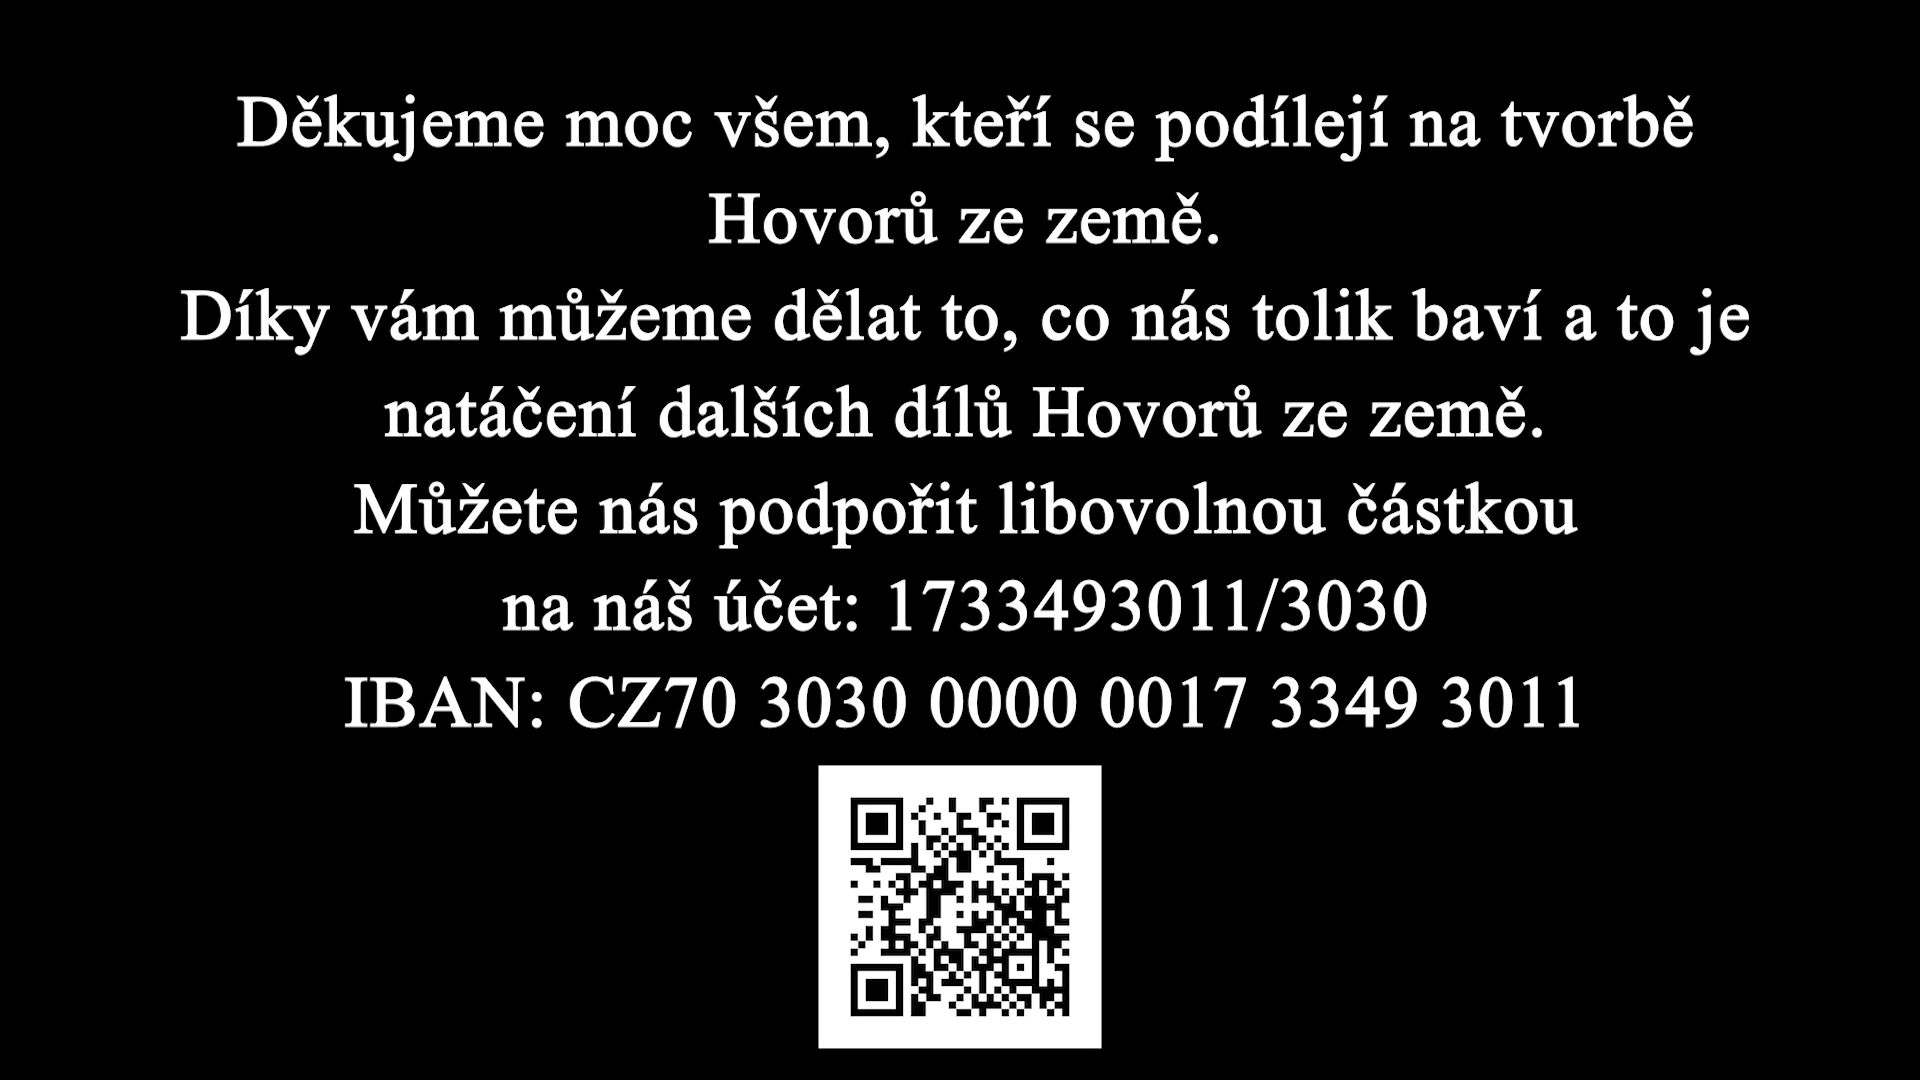 Děkujeme moc všem, kteří se podílejí na tvorbě
Hovorů ze země.
Díky vám můžeme dělat to, co nás tolik baví a to je
natáčení dalších dílů Hovorů ze země.
Můžete nás podpořit libovolnou částkou
na náš účet: 1733493011/3030
IBAN: CZ70 3030 0000 0017 3349 3011